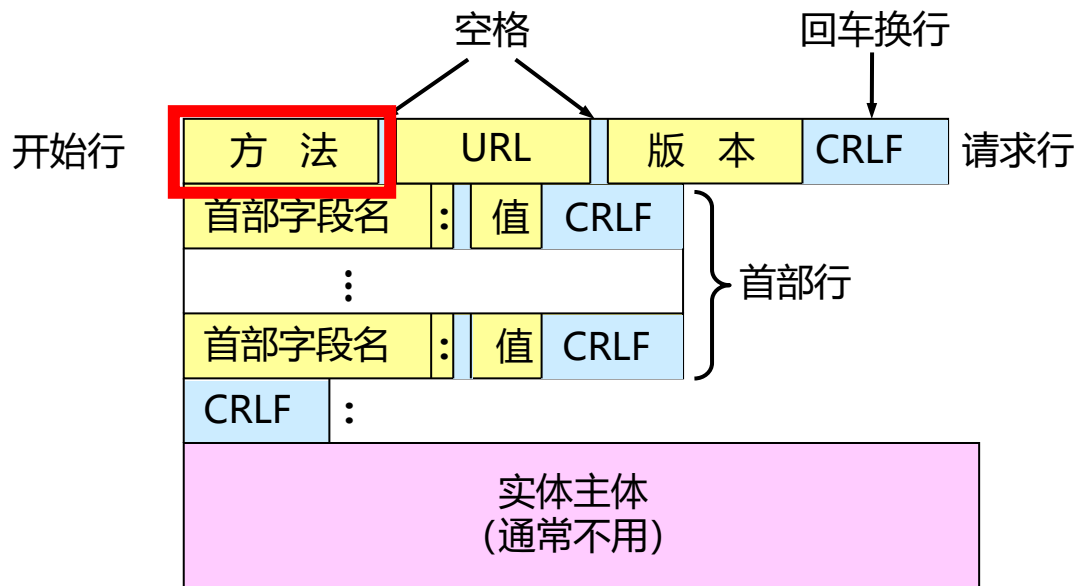 空格 回车换行
开始行 方 法 URL 版 本 CRLF 请求行
首部字段名 : 值 CRLF
⋮ 首部行
首部字段名 : 值 CRLF
CRLF :
实体主体
（通常不用）